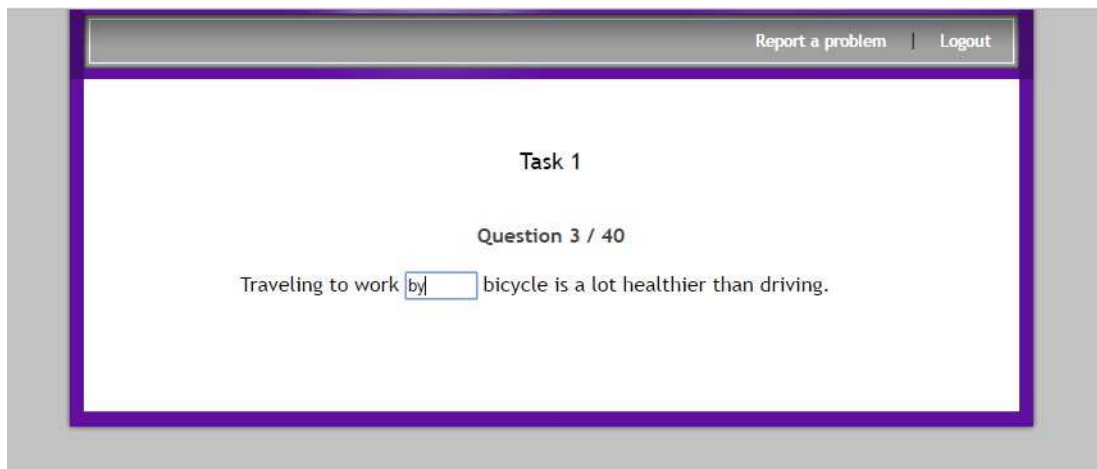 Report a problem | Logout
Task 1
Question 3 / 40
Traveling to work by bicycle is a lot healthier than driving.